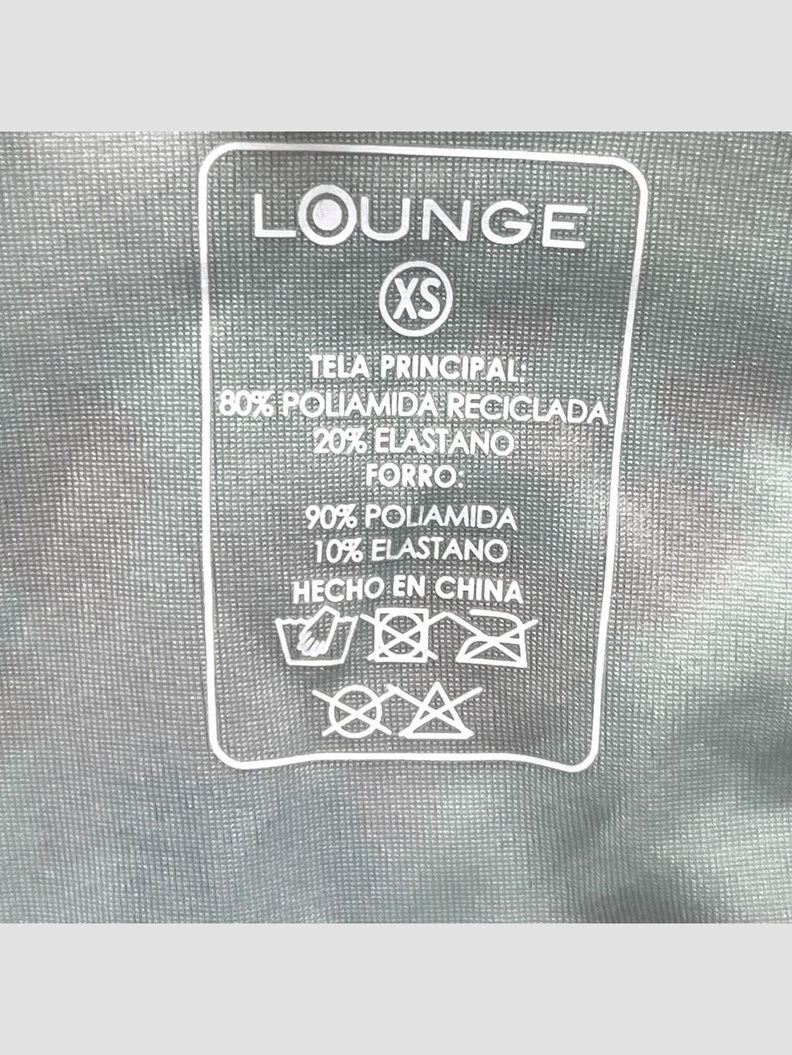 LOUNGE
XS
TELA PRINCIPAL:
80% POLIAMIDA RECICLADA
20% ELASTANO
FORRO:
90% POLIAMIDA
10% ELASTANO
HECHO EN CHINA